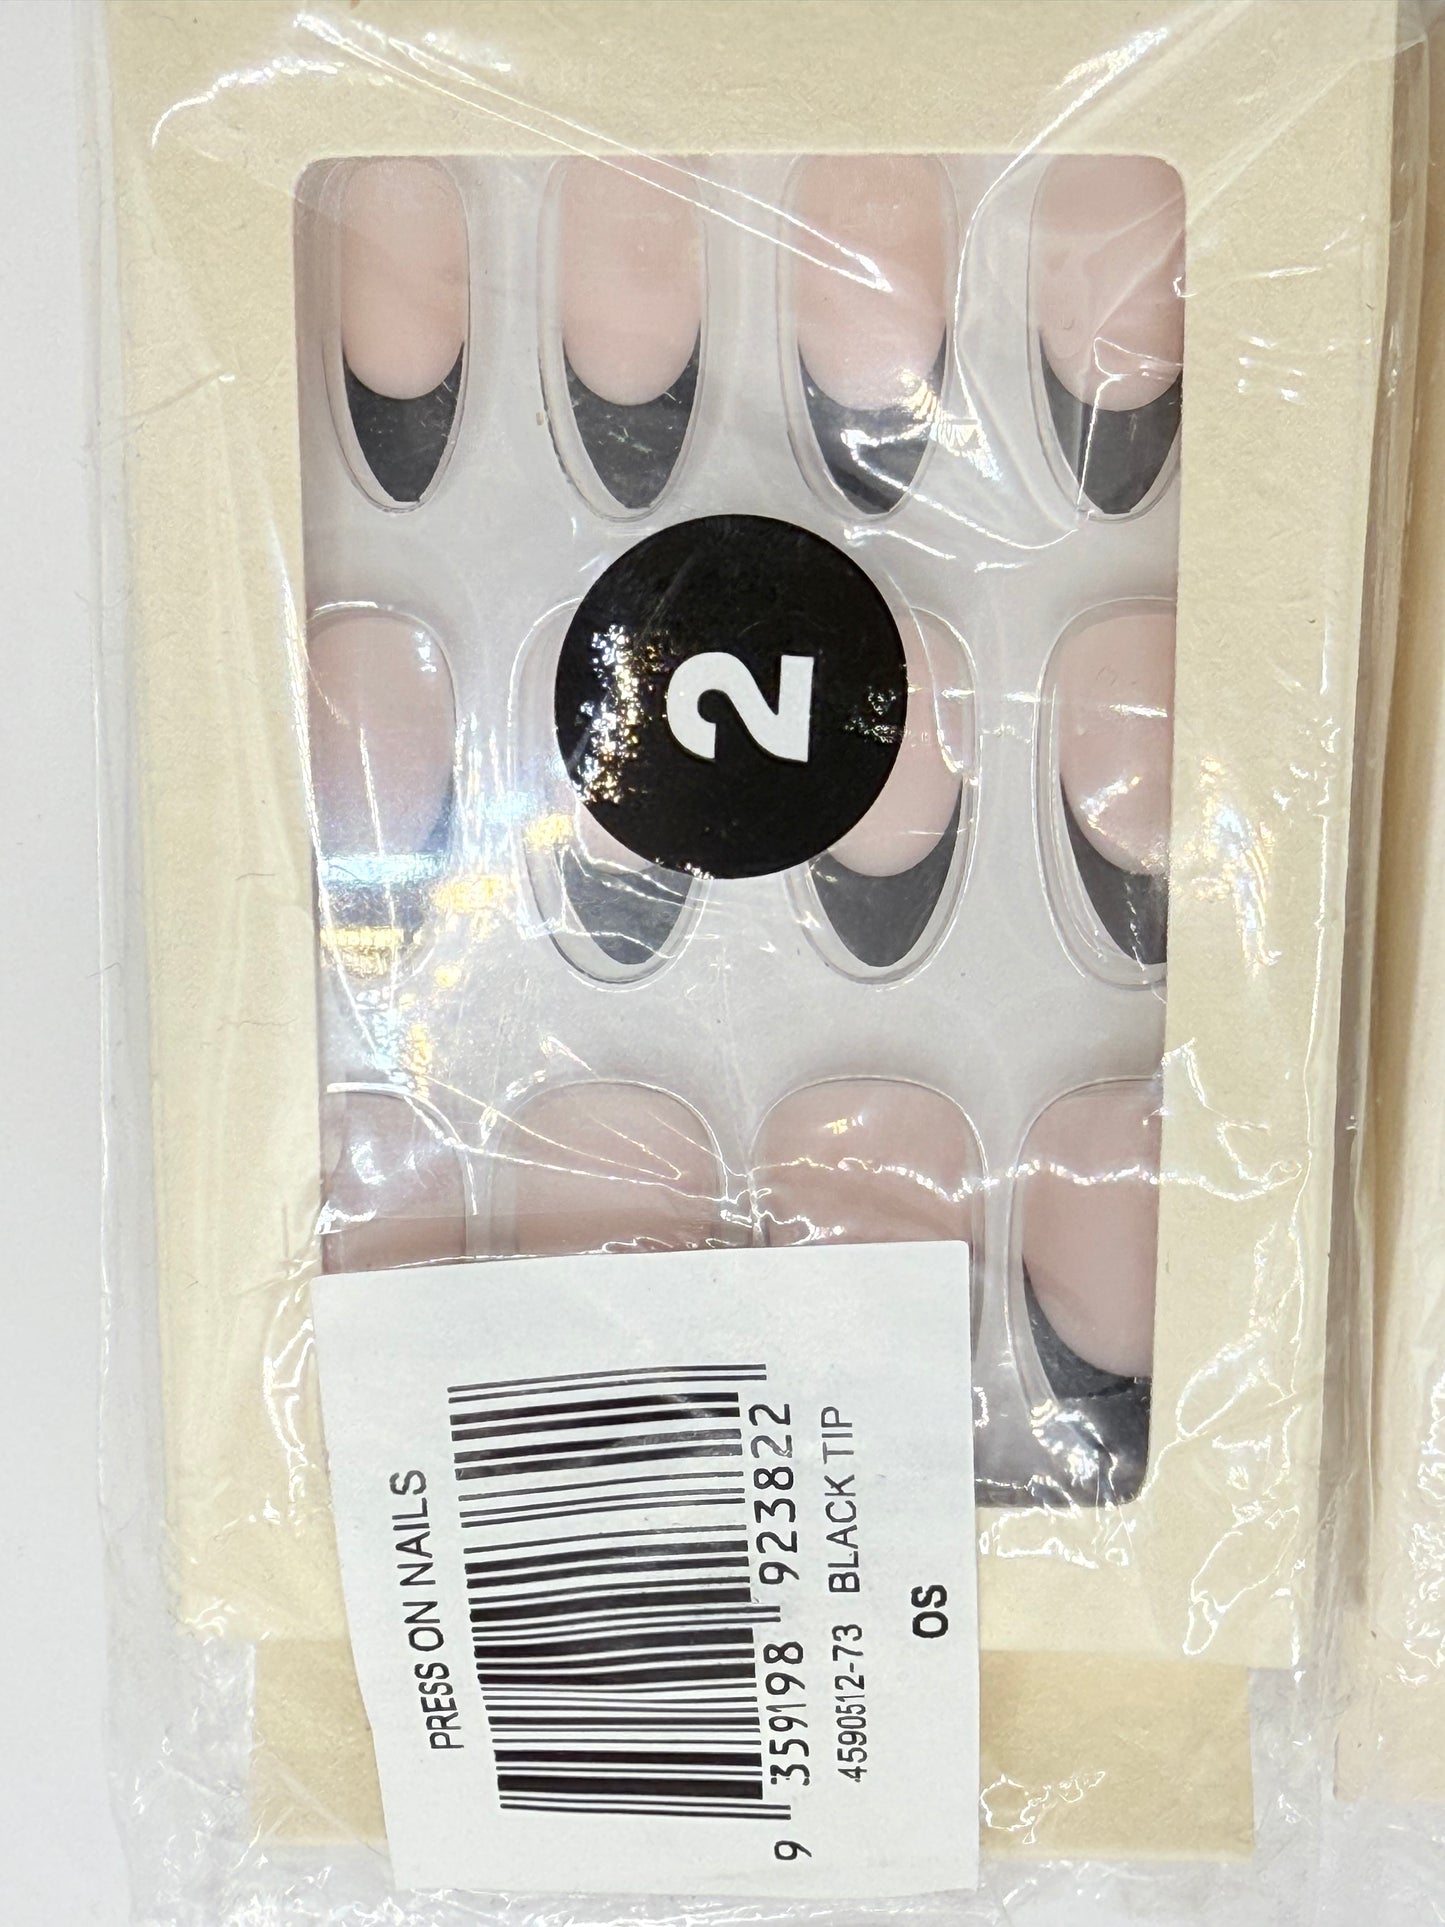 2
PRESS ON NAILS
9 359198 923822
4590512-73 BLACK TIP
OS